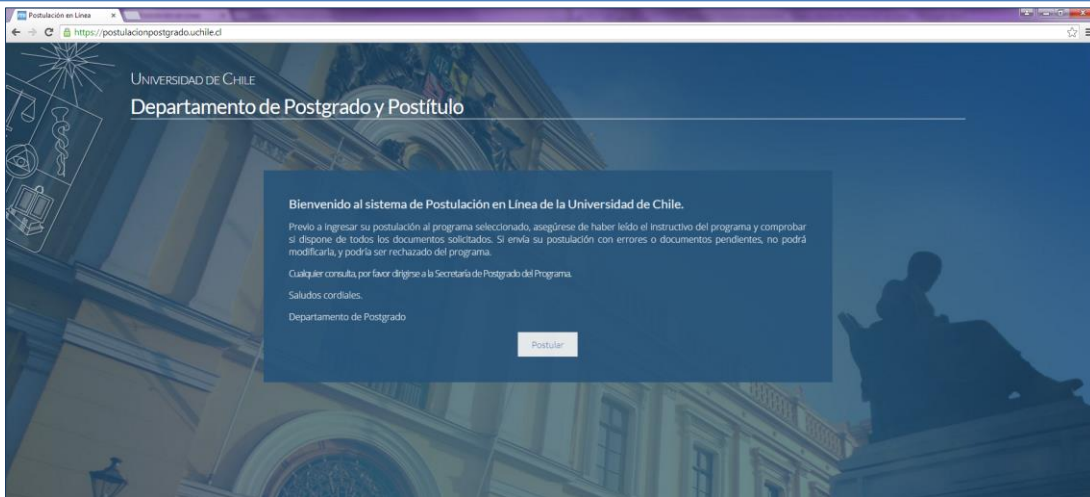 Postulación en Línea
https://postulacionpostgrado.uchile.cl
UNIVERSIDAD DE CHILE
Departamento de Postgrado y Postítulo
Bienvenido al sistema de Postulación en Línea de la Universidad de Chile.
Previo a ingresar su postulación al programa seleccionado, asegúrese de haber leído el Instructivo del programa y comprobar
si dispone de todos los documentos solicitados. Si envía su postulación con errores o documentos pendientes, no podrá
modificarla, y podría ser rechazado del programa.
Cualquier consulta, por favor dirigirse a la Secretaría de Postgrado del Programa.
Saludos cordiales.
Departamento de Postgrado
Postular